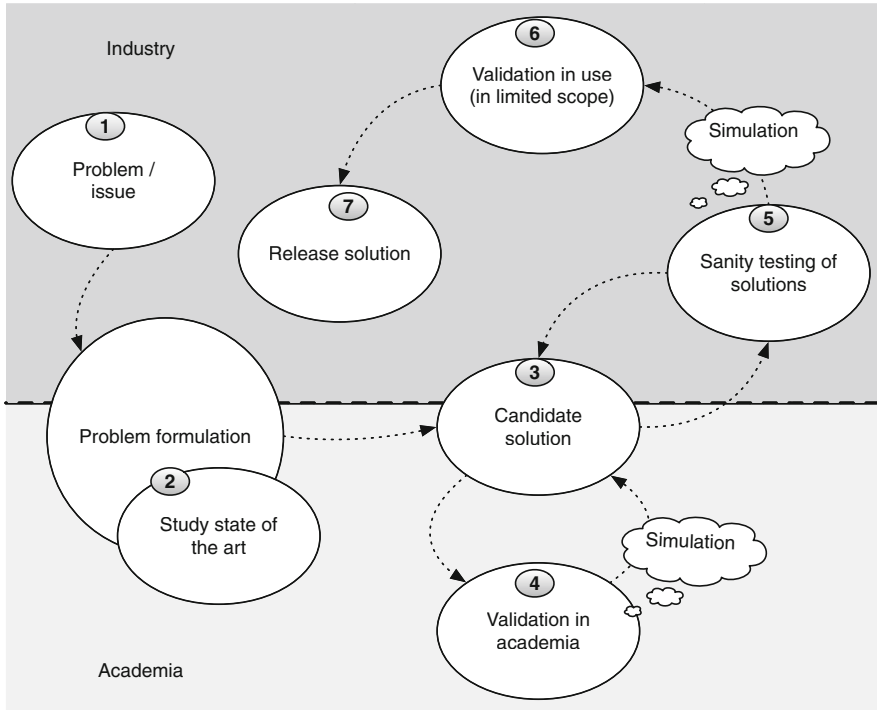 Industry
1
Problem /
issue
6
Validation in use
(in limited scope)
Simulation
7
Release solution
5
Sanity testing of
solutions
Problem formulation
2
Study state of
the art
3
Candidate
solution
Simulation
4
Validation in
academia
Academia